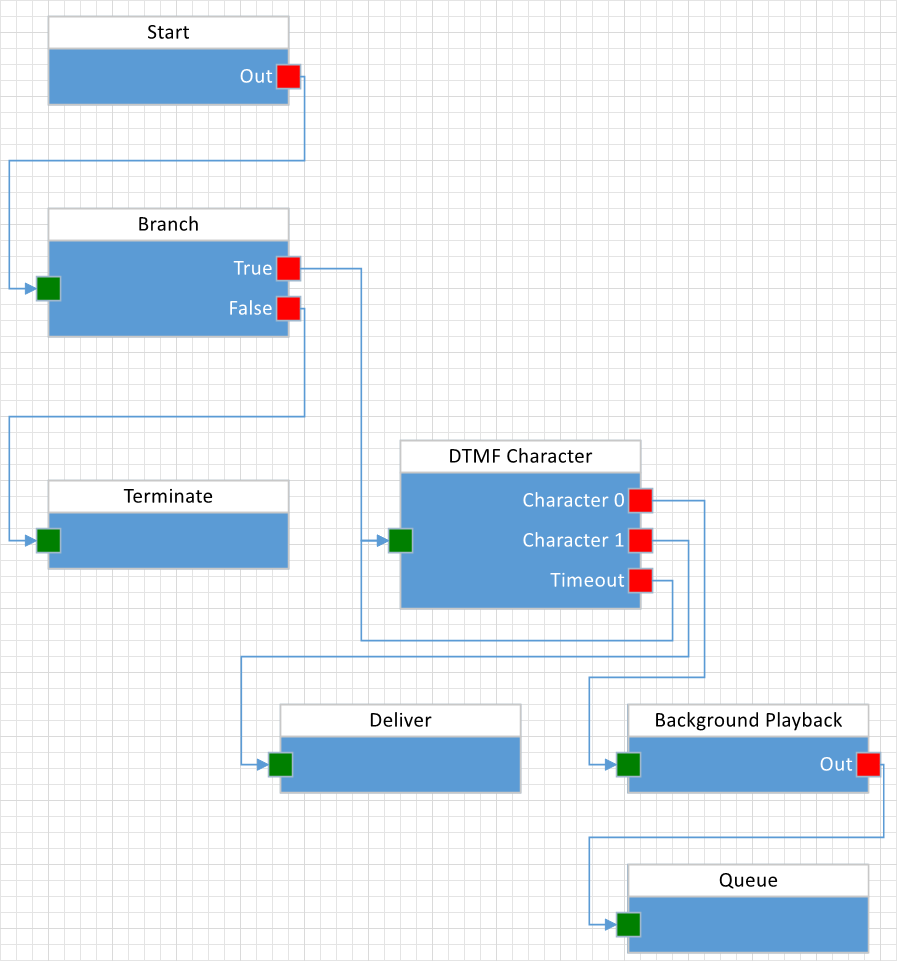 Start
Out
Branch
True
False
DTMF Character
Character 0
Character 1
Timeout
Terminate
Deliver
Background Playback
Out
Queue